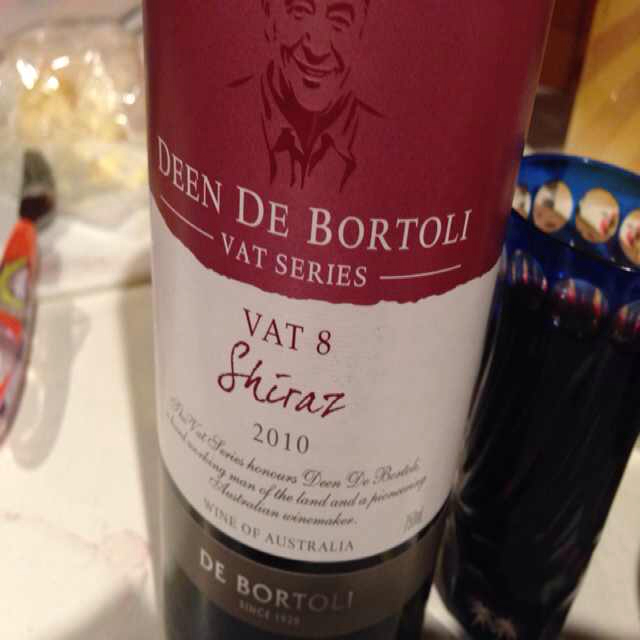 DEEN DE BORTOLI
VAT SERIES
VAT 8
Shiraz
2010
Vat Series honours Deen De Bortoli,
hard working man of the land and a pioneering
Australian winemaker.
WINE OF AUSTRALIA
750ml
DE BORTOLI
SINCE 1928